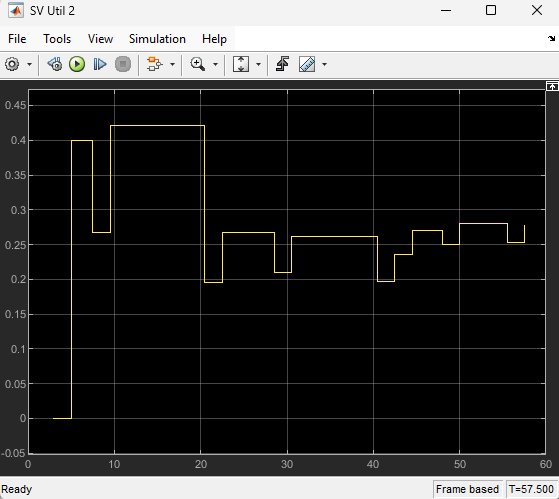 SV Util 2
File Tools View Simulation Help
0.45
0.4
0.35
0.3
0.25
0.2
0.15
0.1
0.05
0
-0.05
0 10 20 30 40 50 60
Ready Frame based T=57.500